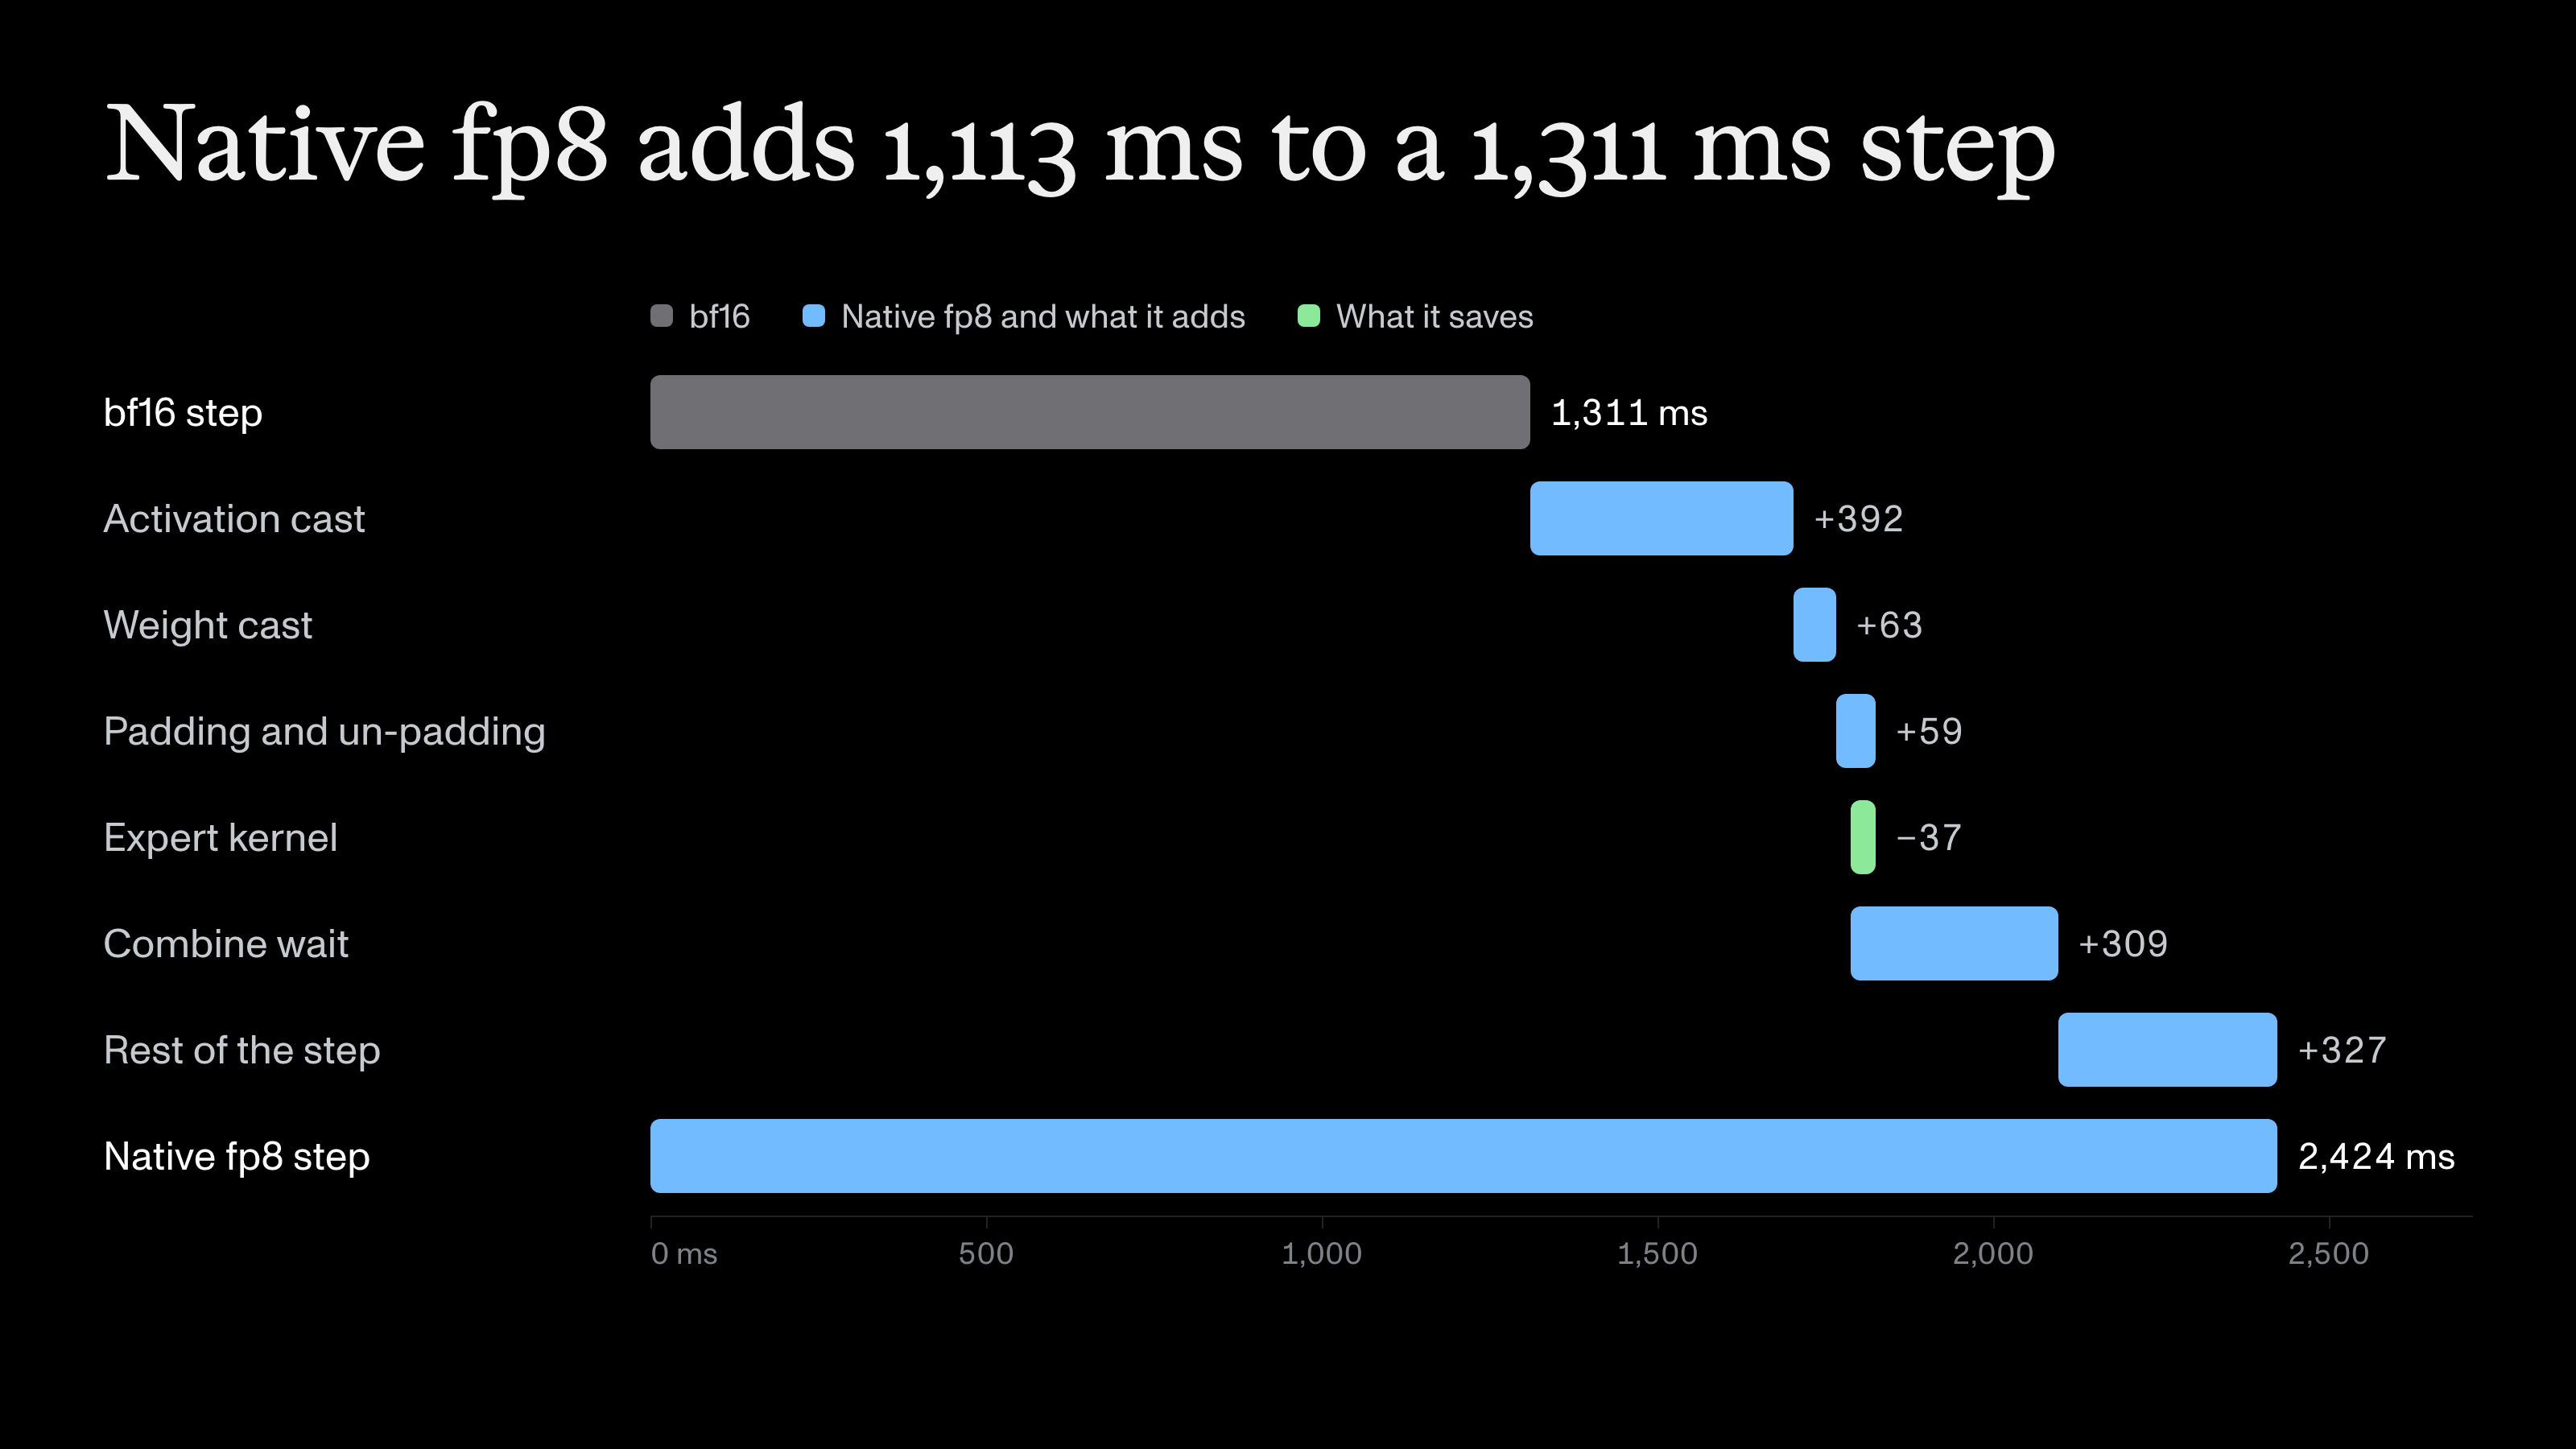 Native fp8 adds 1,113 ms to a 1,311 ms step
bf16 Native fp8 and what it adds What it saves
bf16 step 1,311 ms
Activation cast +392
Weight cast +63
Padding and un-padding +59
Expert kernel −37
Combine wait +309
Rest of the step +327
Native fp8 step 2,424 ms
0 ms 500 1,000 1,500 2,000 2,500